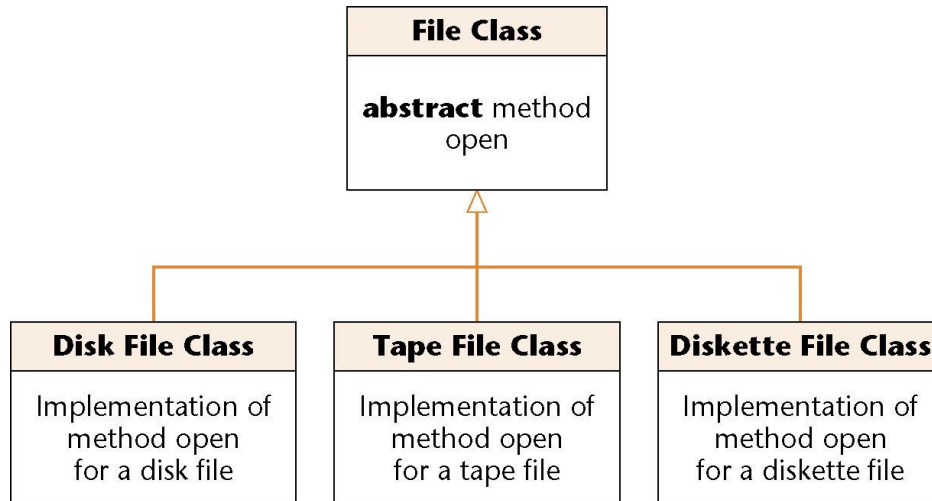 File Class
abstract method
open
Disk File Class
Implementation of
method open
for a disk file
Tape File Class
Implementation of
method open
for a tape file
Diskette File Class
Implementation of
method open
for a diskette file